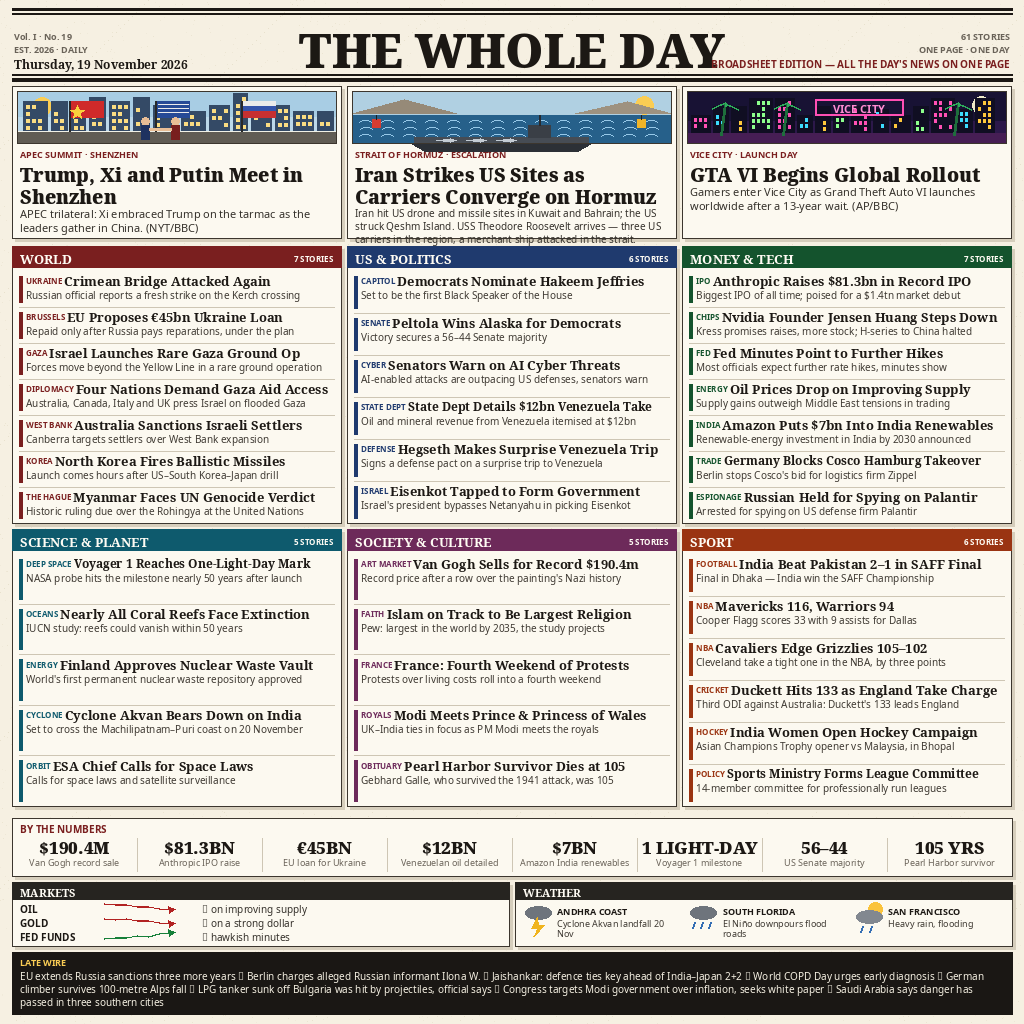 Vol. I · No. 19
EST. 2026 · DAILY
Thursday, 19 November 2026
THE WHOLE DAY
61 STORIES
ONE PAGE · ONE DAY
BROADSHEET EDITION — ALL THE DAY'S NEWS ON ONE PAGE
APEC SUMMIT · SHENZHEN
Trump, Xi and Putin Meet in
Shenzhen
APEC trilateral: Xi embraced Trump on the tarmac as the
leaders gather in China. (NYT/BBC)
STRAIT OF HORMUZ · ESCALATION
Iran Strikes US Sites as
Carriers Converge on Hormuz
Iran hit US drone and missile sites in Kuwait and Bahrain; the US
struck Qeshm Island. USS Theodore Roosevelt arrives — three US
carriers in the region, a merchant ship attacked in the strait.
VICE CITY
VICE CITY · LAUNCH DAY
GTA VI Begins Global Rollout
Gamers enter Vice City as Grand Theft Auto VI launches
worldwide after a 13-year wait. (AP/BBC)
WORLD 7 STORIES
UKRAINE Crimean Bridge Attacked Again
Russian official reports a fresh strike on the Kerch crossing
BRUSSELS EU Proposes €45bn Ukraine Loan
Repaid only after Russia pays reparations, under the plan
GAZA Israel Launches Rare Gaza Ground Op
Forces move beyond the Yellow Line in a rare ground operation
DIPLOMACY Four Nations Demand Gaza Aid Access
Australia, Canada, Italy and UK press Israel on flooded Gaza
WEST BANK Australia Sanctions Israeli Settlers
Canberra targets settlers over West Bank expansion
KOREA North Korea Fires Ballistic Missiles
Launch comes hours after US–South Korea–Japan drill
THE HAGUE Myanmar Faces UN Genocide Verdict
Historic ruling due over the Rohingya at the United Nations
US & POLITICS 6 STORIES
CAPITOL Democrats Nominate Hakeem Jeffries
Set to be the first Black Speaker of the House
SENATE Peltola Wins Alaska for Democrats
Victory secures a 56–44 Senate majority
CYBER Senators Warn on AI Cyber Threats
AI-enabled attacks are outpacing US defenses, senators warn
STATE DEPT State Dept Details $12bn Venezuela Take
Oil and mineral revenue from Venezuela itemised at $12bn
DEFENSE Hegseth Makes Surprise Venezuela Trip
Signs a defense pact on a surprise trip to Venezuela
ISRAEL Eisenkot Tapped to Form Government
Israel's president bypasses Netanyahu in picking Eisenkot
MONEY & TECH 7 STORIES
IPO Anthropic Raises $81.3bn in Record IPO
Biggest IPO of all time; poised for a $1.4tn market debut
CHIPS Nvidia Founder Jensen Huang Steps Down
Kress promises raises, more stock; H-series to China halted
FED Fed Minutes Point to Further Hikes
Most officials expect further rate hikes, minutes show
ENERGY Oil Prices Drop on Improving Supply
Supply gains outweigh Middle East tensions in trading
INDIA Amazon Puts $7bn Into India Renewables
Renewable-energy investment in India by 2030 announced
TRADE Germany Blocks Cosco Hamburg Takeover
Berlin stops Cosco's bid for logistics firm Zippel
ESPIONAGE Russian Held for Spying on Palantir
Arrested for spying on US defense firm Palantir
SCIENCE & PLANET 5 STORIES
DEEP SPACE Voyager 1 Reaches One-Light-Day Mark
NASA probe hits the milestone nearly 50 years after launch
OCEANS Nearly All Coral Reefs Face Extinction
IUCN study: reefs could vanish within 50 years
ENERGY Finland Approves Nuclear Waste Vault
World's first permanent nuclear waste repository approved
CYCLONE Cyclone Akvan Bears Down on India
Set to cross the Machilipatnam–Puri coast on 20 November
ORBIT ESA Chief Calls for Space Laws
Calls for space laws and satellite surveillance
SOCIETY & CULTURE 5 STORIES
ART MARKET Van Gogh Sells for Record $190.4m
Record price after a row over the painting's Nazi history
FAITH Islam on Track to Be Largest Religion
Pew: largest in the world by 2035, the study projects
FRANCE France: Fourth Weekend of Protests
Protests over living costs roll into a fourth weekend
ROYALS Modi Meets Prince & Princess of Wales
UK–India ties in focus as PM Modi meets the royals
OBITUARY Pearl Harbor Survivor Dies at 105
Gebhard Galle, who survived the 1941 attack, was 105
SPORT 6 STORIES
FOOTBALL India Beat Pakistan 2–1 in SAFF Final
Final in Dhaka — India win the SAFF Championship
NBA Mavericks 116, Warriors 94
Cooper Flagg scores 33 with 9 assists for Dallas
NBA Cavaliers Edge Grizzlies 105–102
Cleveland take a tight one in the NBA, by three points
CRICKET Duckett Hits 133 as England Take Charge
Third ODI against Australia: Duckett's 133 leads England
HOCKEY India Women Open Hockey Campaign
Asian Champions Trophy opener vs Malaysia, in Bhopal
POLICY Sports Ministry Forms League Committee
14-member committee for professionally run leagues
BY THE NUMBERS
$190.4M
Van Gogh record sale
$81.3BN
Anthropic IPO raise
€45BN
EU loan for Ukraine
$12BN
Venezuelan oil detailed
$7BN
Amazon India renewables
1 LIGHT-DAY
Voyager 1 milestone
56–44
US Senate majority
105 YRS
Pearl Harbor survivor
MARKETS
OIL on improving supply
GOLD on a strong dollar
FED FUNDS hawkish minutes
WEATHER
ANDHRA COAST
Cyclone Akvan landfall 20
Nov
SOUTH FLORIDA
El Niño downpours flood
roads
SAN FRANCISCO
Heavy rain, flooding
LATE WIRE
EU extends Russia sanctions three more years Berlin charges alleged Russian informant Ilona W. Jaishankar: defence ties key ahead of India–Japan 2+2 World COPD Day urges early diagnosis German
climber survives 100-metre Alps fall LPG tanker sunk off Bulgaria was hit by projectiles, official says Congress targets Modi government over inflation, seeks white paper Saudi Arabia says danger has
passed in three southern cities